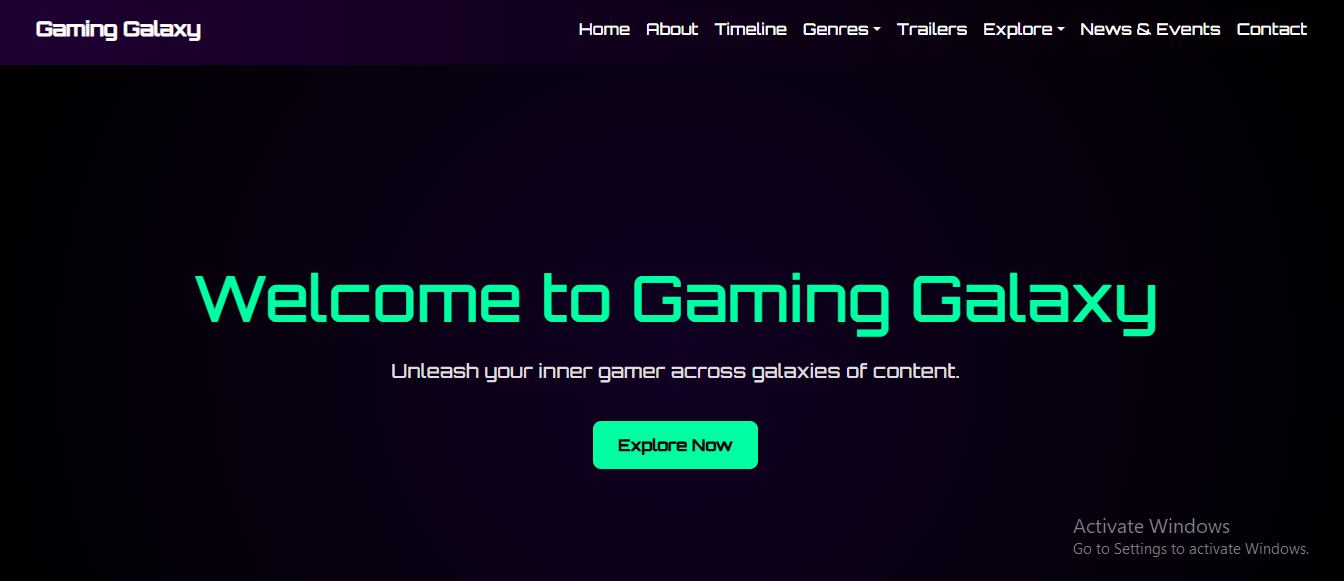 Gaming Galaxy
Home About Timeline Genres Trailers Explore News & Events Contact
Welcome to Gaming Galaxy
Unleash your inner gamer across galaxies of content.
Explore Now
Activate Windows
Go to Settings to activate Windows.